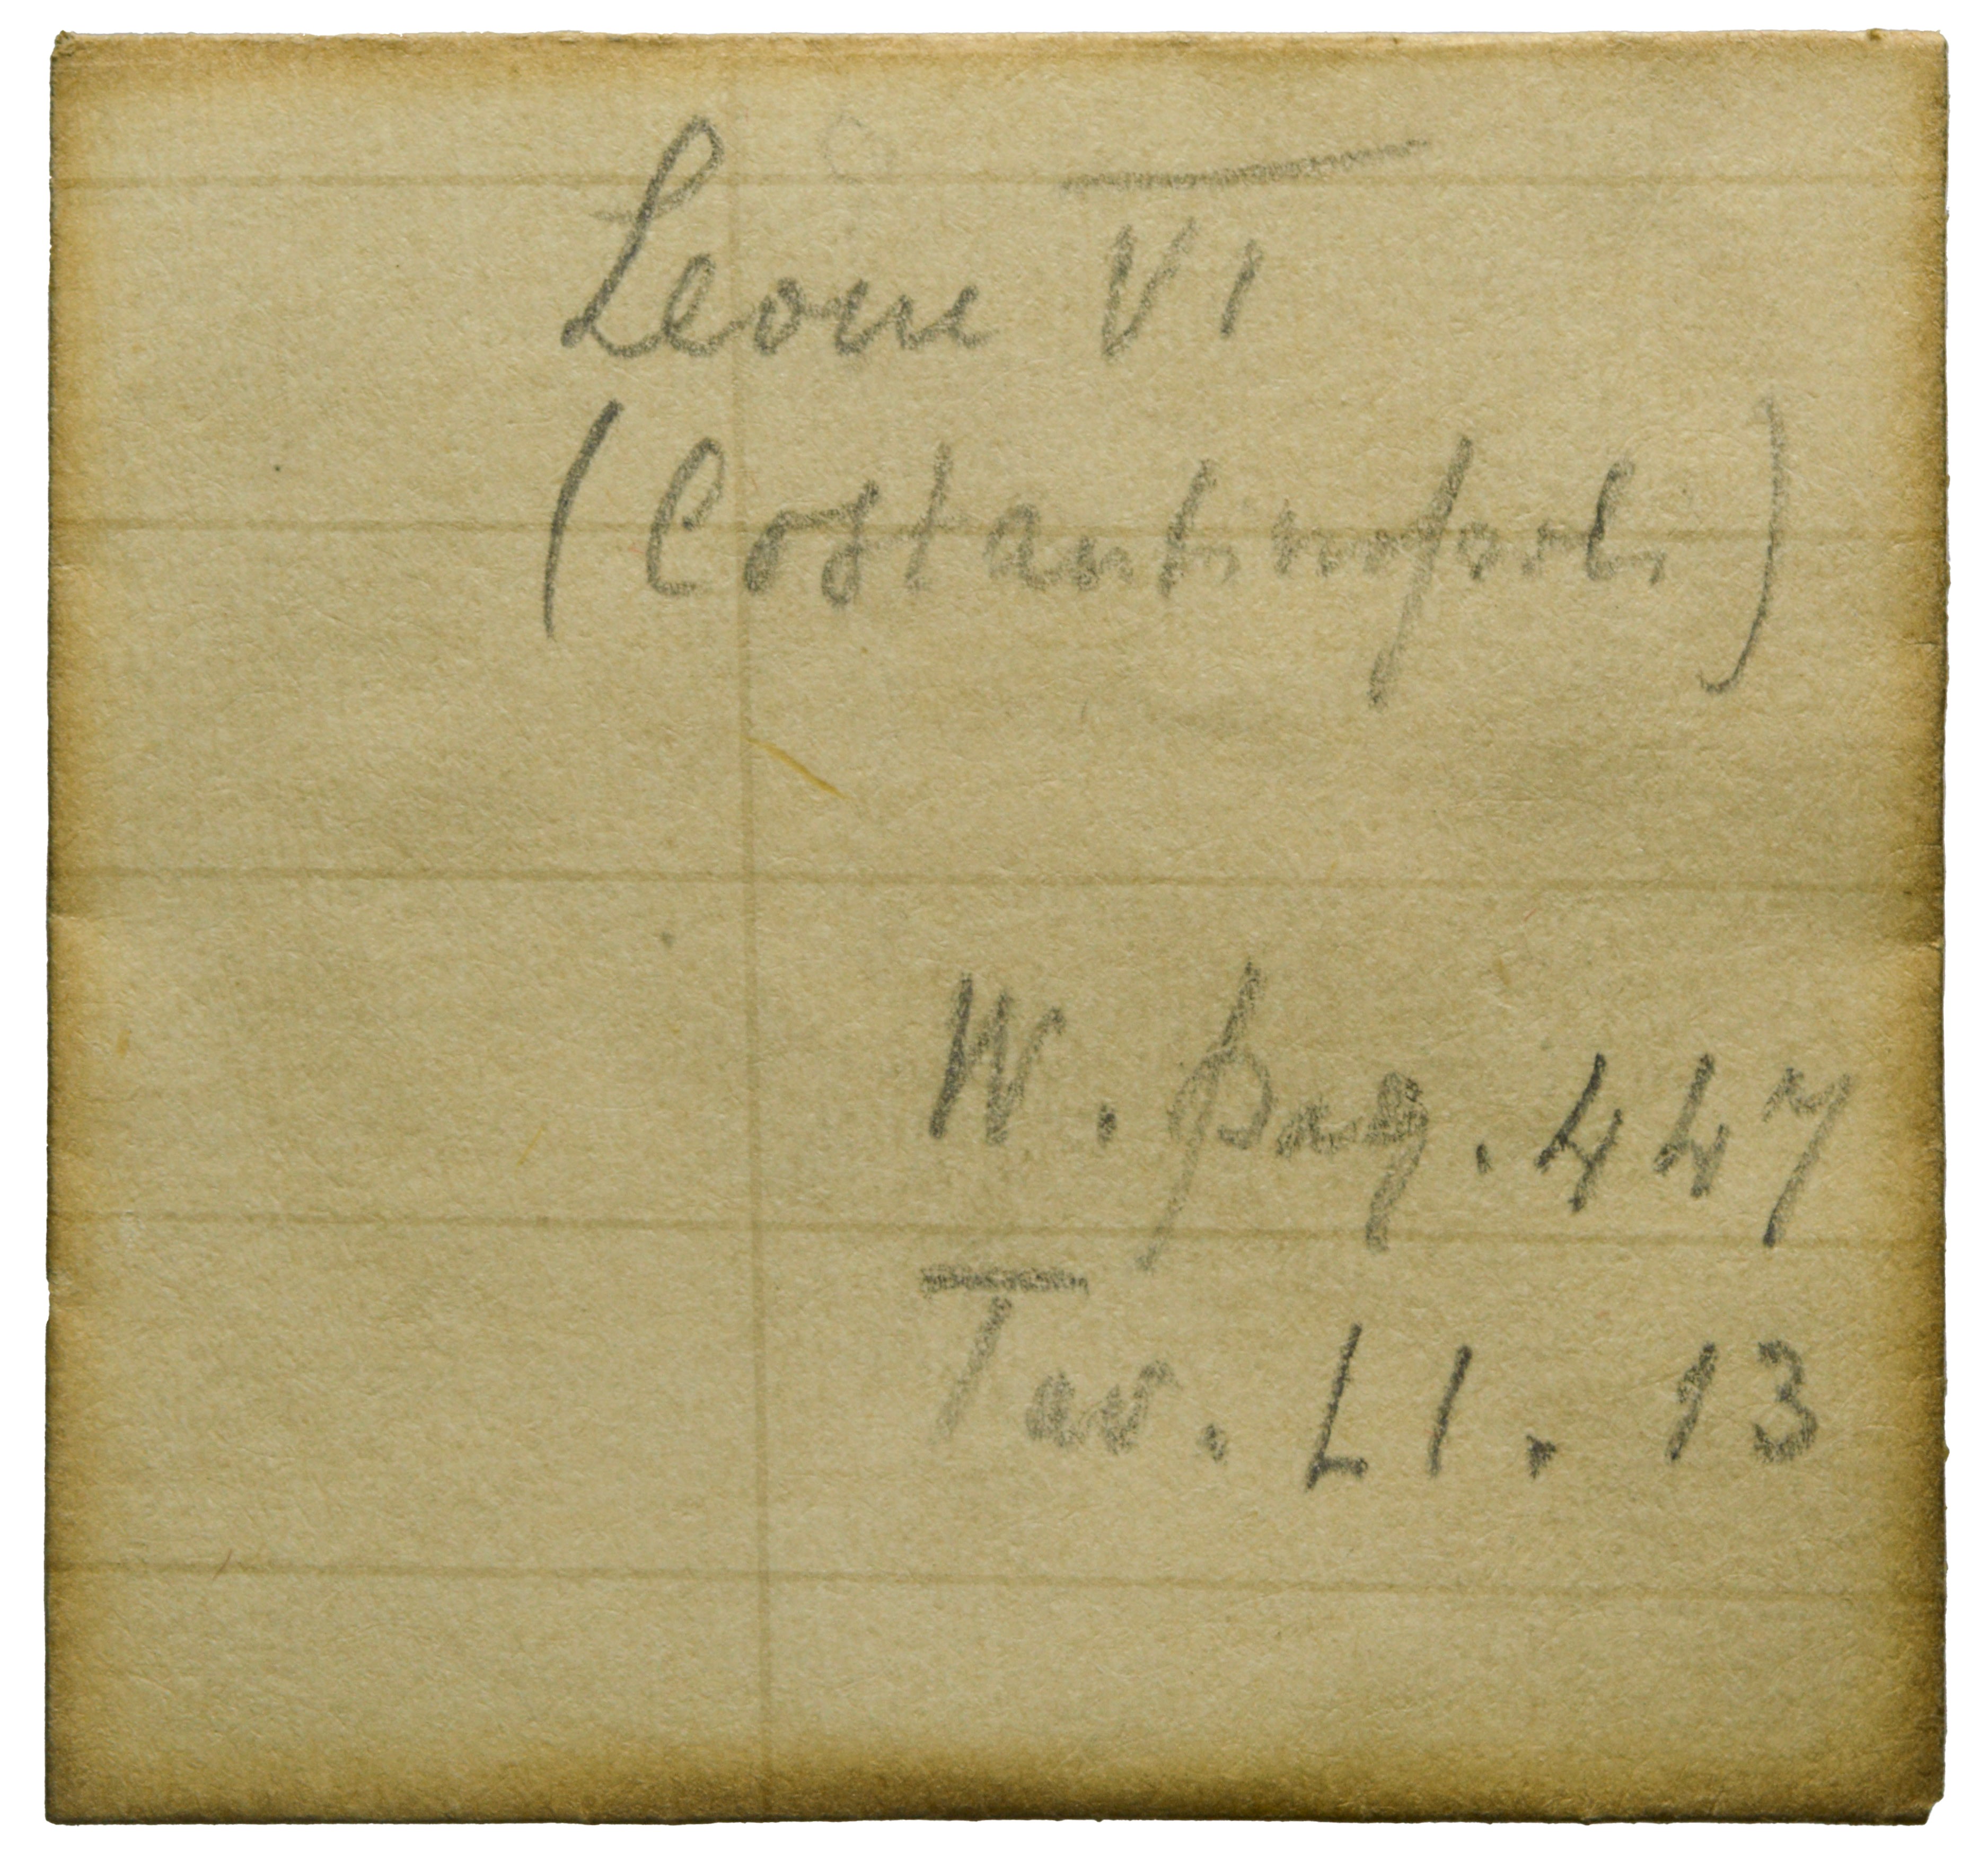 Leone VI
(Costantinopoli)
W. pag. 447
Tav. LI. 13